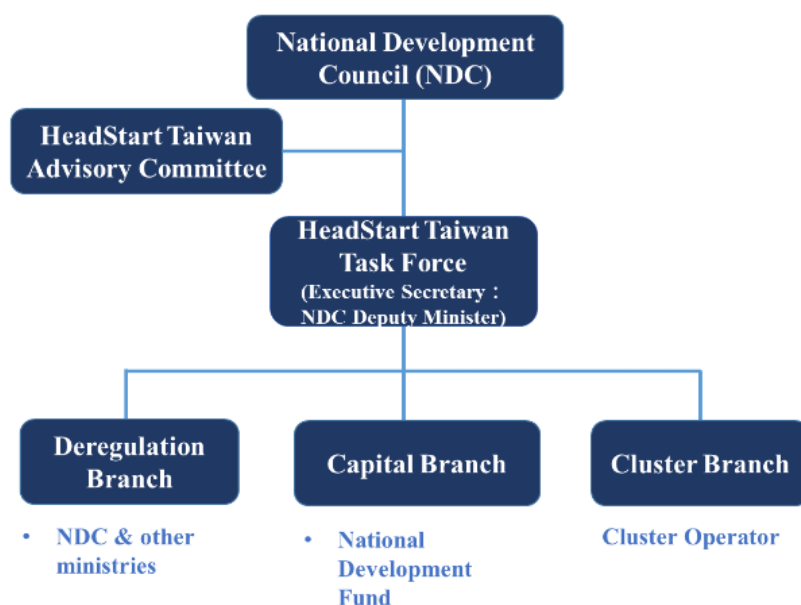 National Development
Council (NDC)
HeadStart Taiwan
Advisory Committee
HeadStart Taiwan
Task Force
(Executive Secretary：
NDC Deputy Minister)
Deregulation
Branch
Capital Branch
Cluster Branch
• NDC & other
ministries
• National
Development
Fund
Cluster Operator